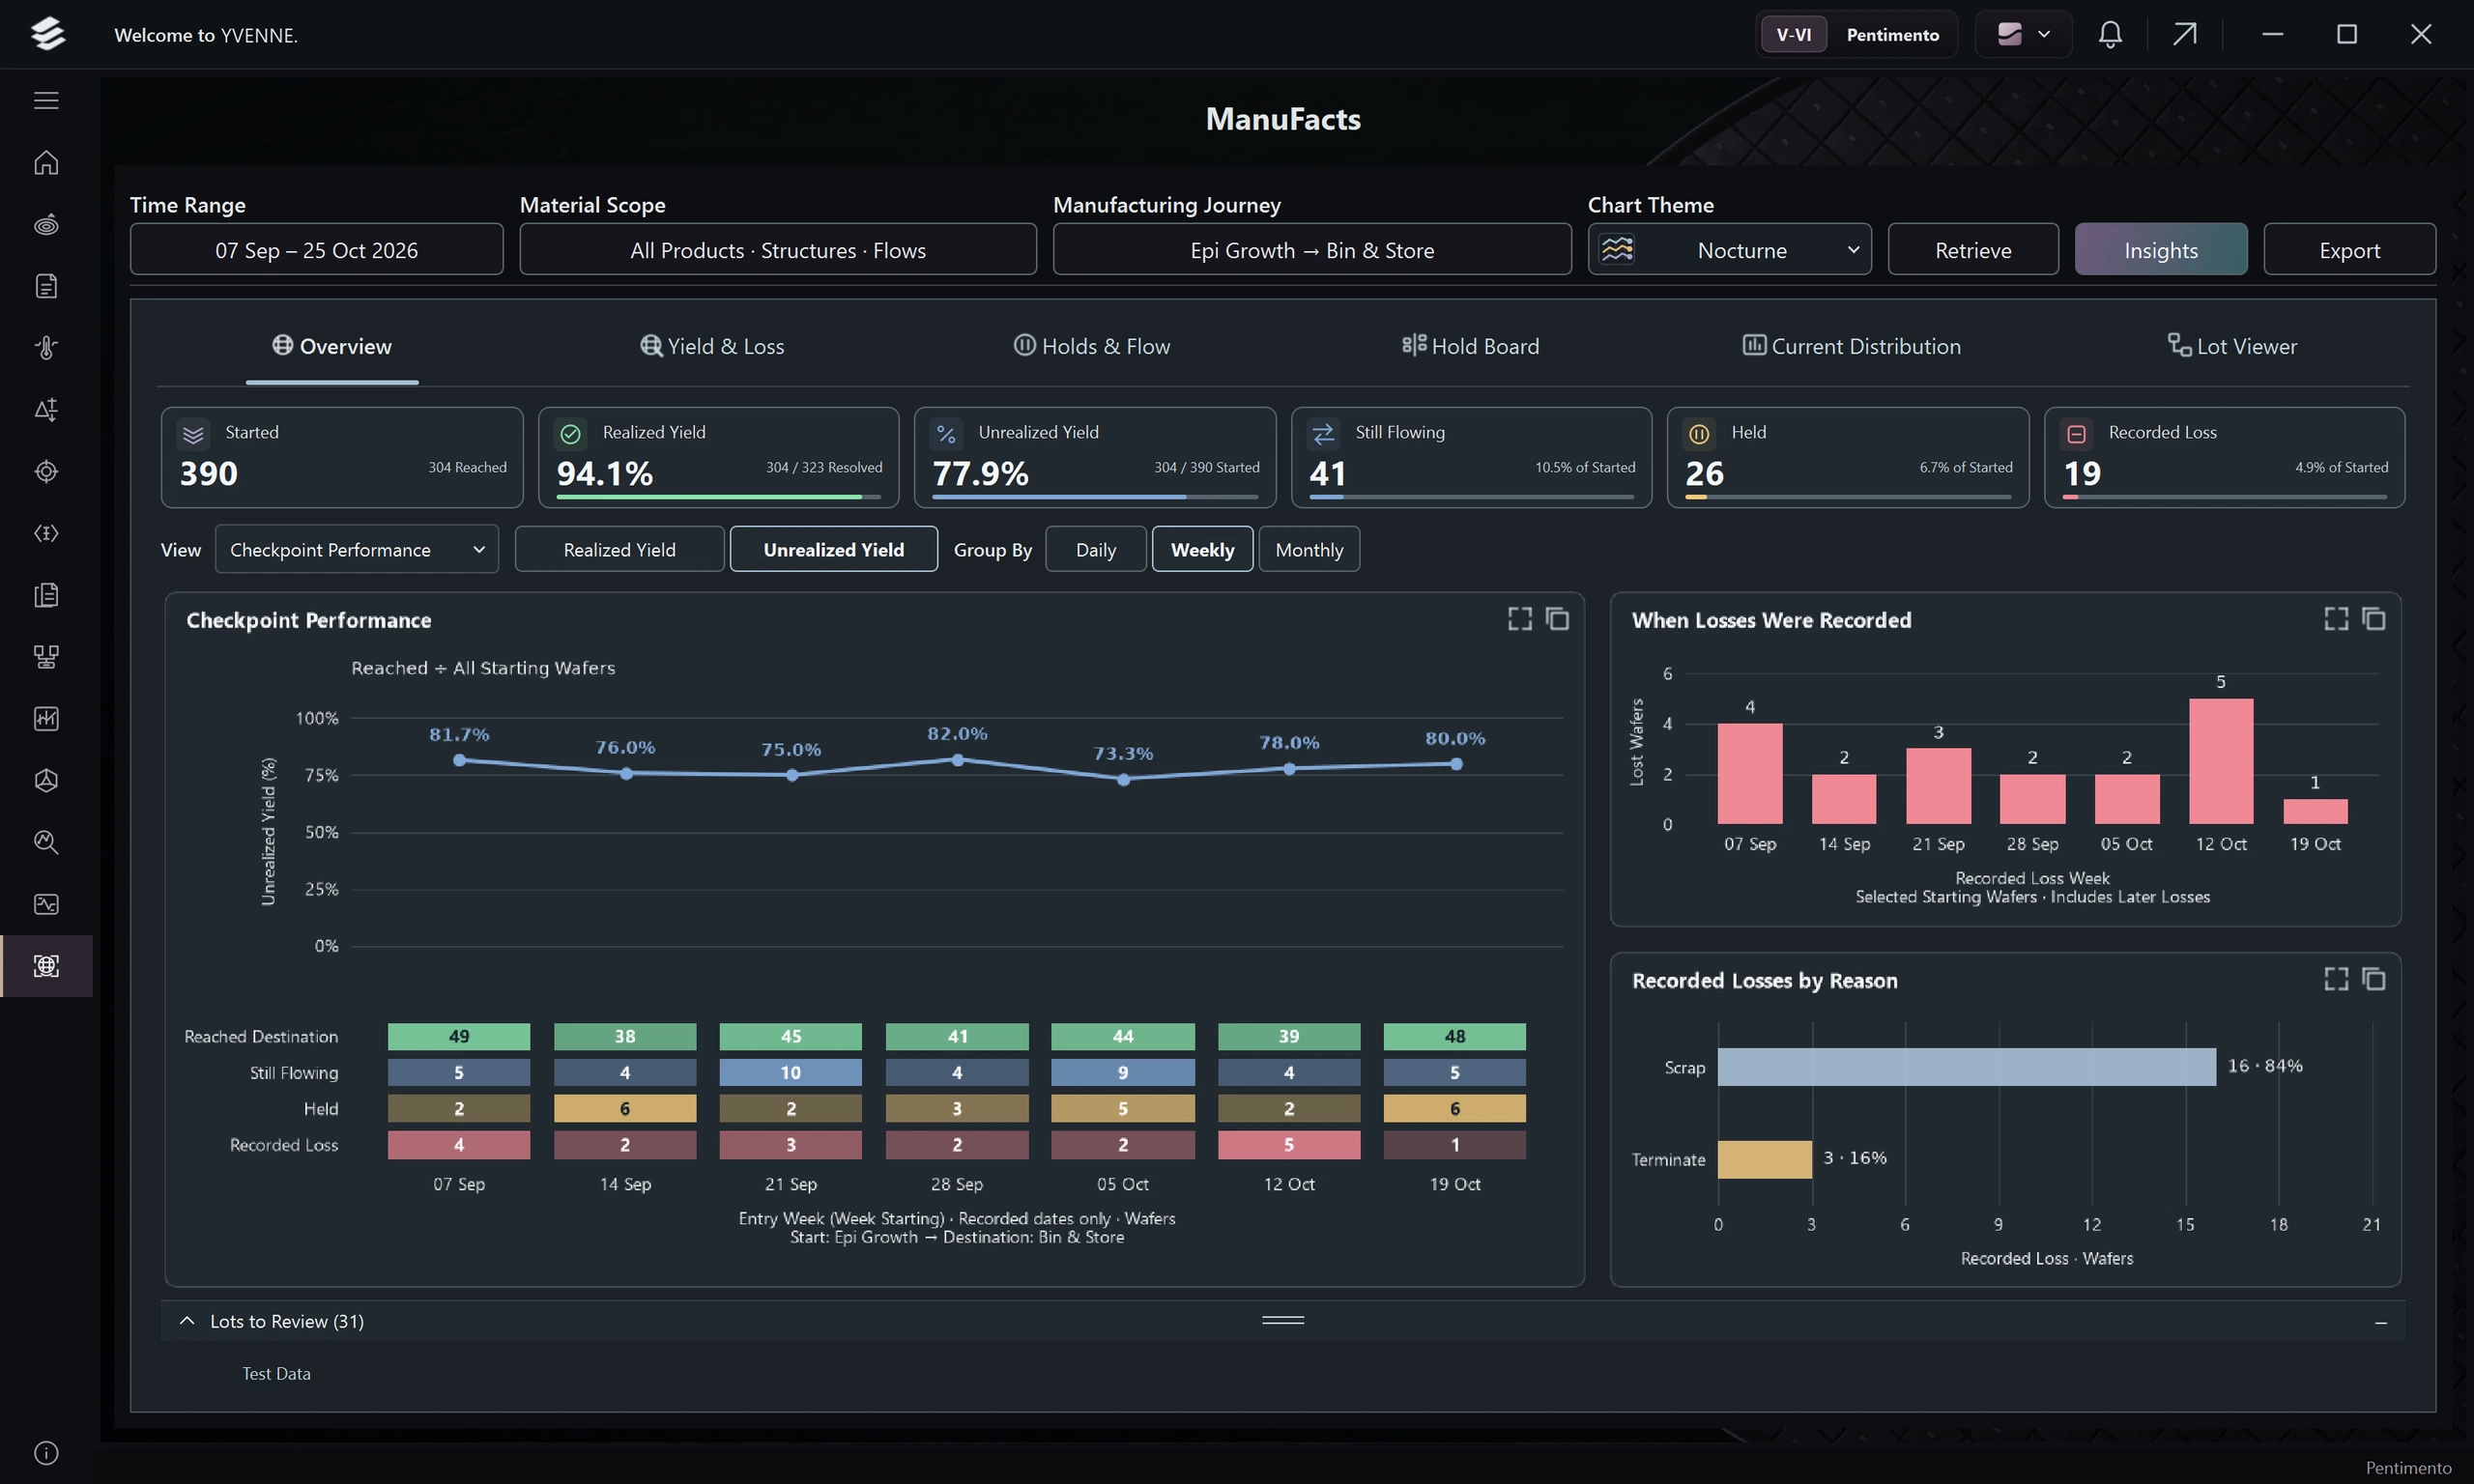 Welcome to YVENNE.
V-VI Pentimento
ManuFacts
Time Range
Material Scope
Manufacturing Journey
Chart Theme
07 Sep – 25 Oct 2026
All Products · Structures · Flows
Epi Growth → Bin & Store
Nocturne
Retrieve
Insights
Export
Overview
Yield & Loss
Holds & Flow
Hold Board
Current Distribution
Lot Viewer
Started
390
304 Reached
Realized Yield
94.1%
304 / 323 Resolved
Unrealized Yield
77.9%
304 / 390 Started
Still Flowing
41
10.5% of Started
Held
26
6.7% of Started
Recorded Loss
19
4.9% of Started
View
Checkpoint Performance
Realized Yield
Unrealized Yield
Group By
Daily
Weekly
Monthly
Checkpoint Performance
Reached ÷ All Starting Wafers
Unrealized Yield (%)
100%
75%
50%
25%
0%
81.7% 76.0% 75.0% 82.0% 73.3% 78.0% 80.0%
Reached Destination 49 38 45 41 44 39 48
Still Flowing 5 4 10 4 9 4 5
Held 2 6 2 3 5 2 6
Recorded Loss 4 2 3 2 2 5 1
07 Sep 14 Sep 21 Sep 28 Sep 05 Oct 12 Oct 19 Oct
Entry Week (Week Starting) · Recorded dates only · Wafers
Start: Epi Growth → Destination: Bin & Store
When Losses Were Recorded
Lost Wafers
6
4
2
0
4 2 3 2 2 5 1
07 Sep 14 Sep 21 Sep 28 Sep 05 Oct 12 Oct 19 Oct
Recorded Loss Week
Selected Starting Wafers · Includes Later Losses
Recorded Losses by Reason
Scrap 16 · 84%
Terminate 3 · 16%
0 3 6 9 12 15 18 21
Recorded Loss · Wafers
Lots to Review (31)
Test Data
Pentimento